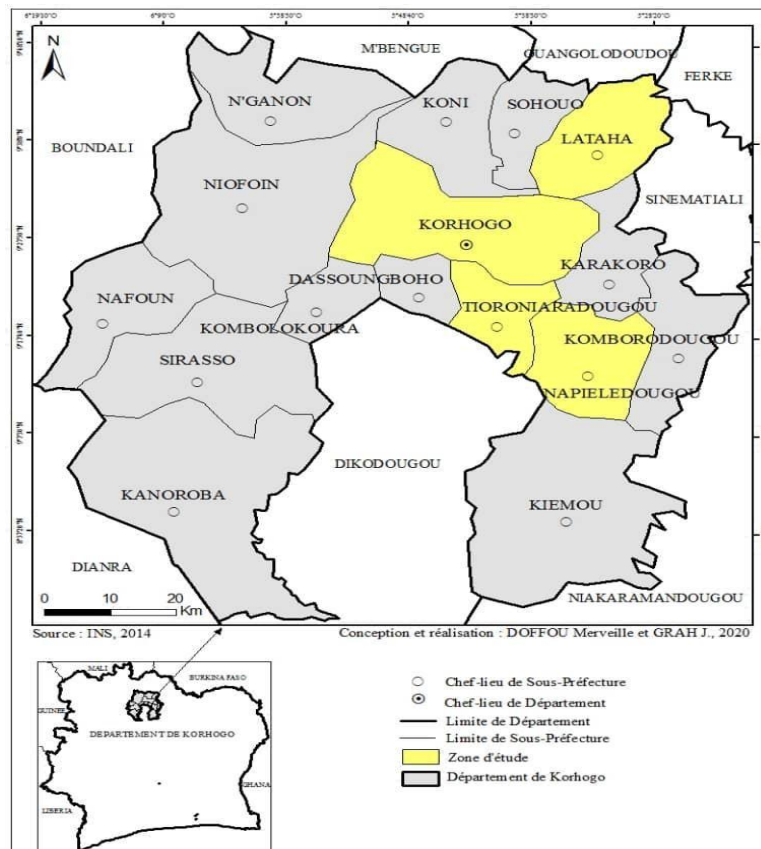 N
M'BENGUE
OUANGOLODOUDOU
FERKE
N'GANON
KONI
SOHOUO
LATAHA
BOUNDALI
SINEMATIALI
NIOFOIN
KORHOGO
KARAKORO
DASSOUNGBOHO
NAFOUN
TIORONIARADOUGOU
KOMBOLOKOURA
KOMBORODOUGOU
SIRASSO
NAPIELEDOUGOU
DIKODOUGOU
KANOROBA
KIEMOU
DIANRA
NIAKARAMANDOUGOU
0 10 20
Km
Source : INS, 2014
Conception et réalisation : DOFFOU Merveille et GRAH J., 2020
MALI
BURKINA FASO
GUINEE
DEPARTEMENT DE KORHOGO
GHANA
LIBERIA
Chef-lieu de Sous-Préfecture
Chef-lieu de Département
Limite de Département
Limite de Sous-Préfecture
Zone d'étude
Département de Korhogo